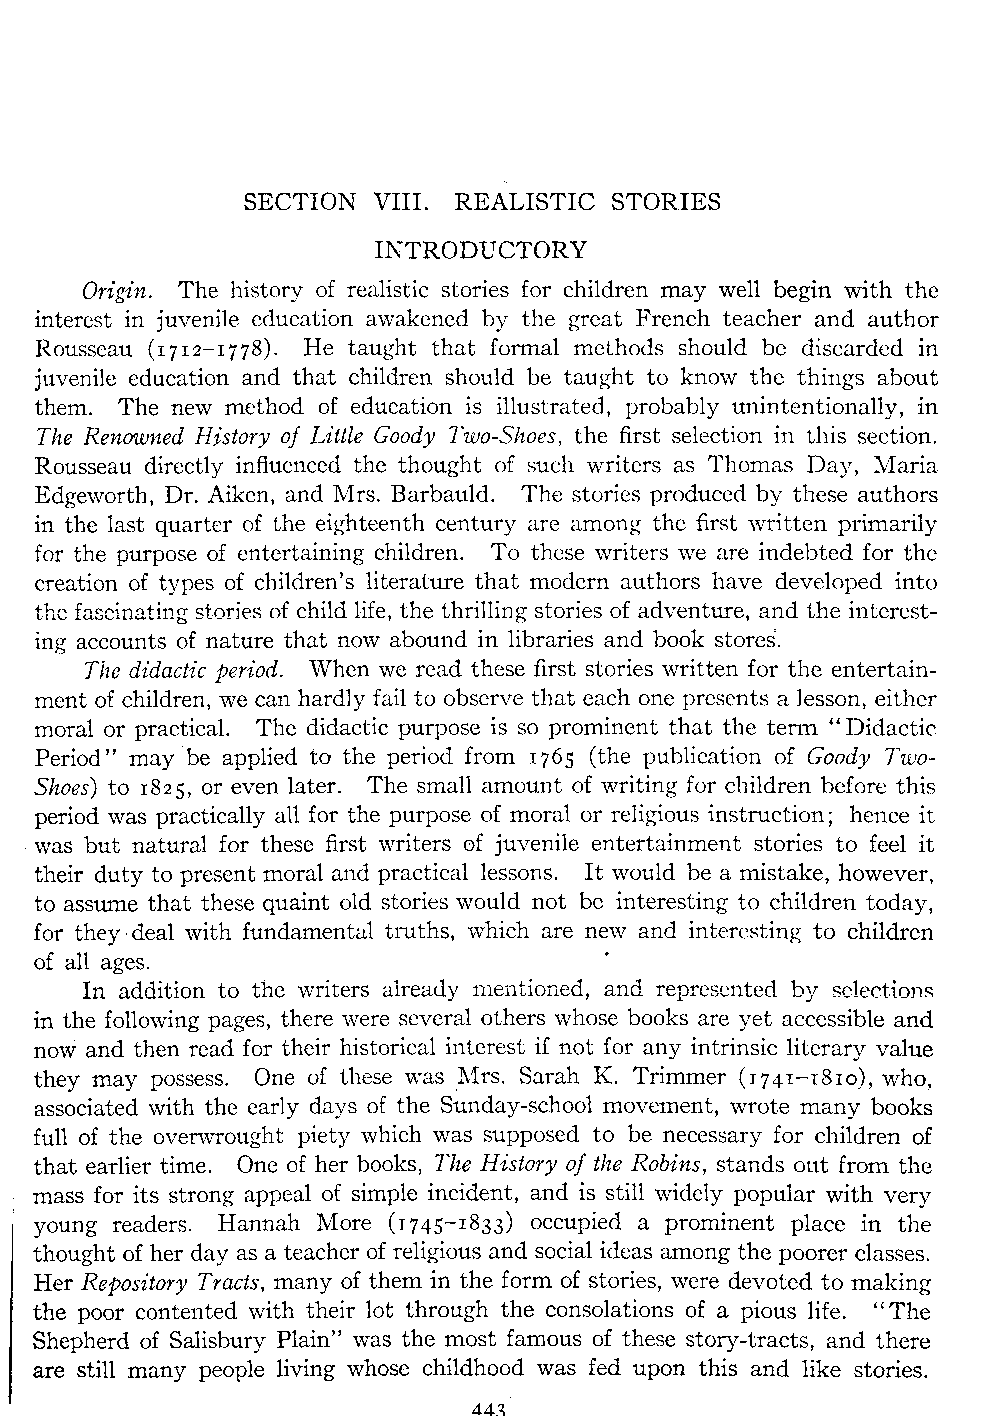 SECTION VIII. REALISTIC STORIES
INTRODUCTORY
Origin. The history of realistic stories for children may well begin with the
interest in juvenile education awakened by the great French teacher and author
Rousseau (1712–1778). He taught that formal methods should be discarded in
juvenile education and that children should be taught to know the things about
them. The new method of education is illustrated, probably unintentionally, in
The Renowned History of Little Goody Two-Shoes, the first selection in this section.
Rousseau directly influenced the thought of such writers as Thomas Day, Maria
Edgeworth, Dr. Aiken, and Mrs. Barbauld. The stories produced by these authors
in the last quarter of the eighteenth century are among the first written primarily
for the purpose of entertaining children. To these writers we are indebted for the
creation of types of children's literature that modern authors have developed into
the fascinating stories of child life, the thrilling stories of adventure, and the interest-
ing accounts of nature that now abound in libraries and book stores.
The didactic period. When we read these first stories written for the entertain-
ment of children, we can hardly fail to observe that each one presents a lesson, either
moral or practical. The didactic purpose is so prominent that the term "Didactic
Period" may be applied to the period from 1765 (the publication of Goody Two-
Shoes) to 1825, or even later. The small amount of writing for children before this
period was practically all for the purpose of moral or religious instruction; hence it
was but natural for these first writers of juvenile entertainment stories to feel it
their duty to present moral and practical lessons. It would be a mistake, however,
to assume that these quaint old stories would not be interesting to children today,
for they deal with fundamental truths, which are new and interesting to children
of all ages.
In addition to the writers already mentioned, and represented by selections
in the following pages, there were several others whose books are yet accessible and
now and then read for their historical interest if not for any intrinsic literary value
they may possess. One of these was Mrs. Sarah K. Trimmer (1741–1810), who,
associated with the early days of the Sunday-school movement, wrote many books
full of the overwrought piety which was supposed to be necessary for children of
that earlier time. One of her books, The History of the Robins, stands out from the
mass for its strong appeal of simple incident, and is still widely popular with very
young readers. Hannah More (1745–1833) occupied a prominent place in the
thought of her day as a teacher of religious and social ideas among the poorer classes.
Her Repository Tracts, many of them in the form of stories, were devoted to making
the poor contented with their lot through the consolations of a pious life. "The
Shepherd of Salisbury Plain" was the most famous of these story-tracts, and there
are still many people living whose childhood was fed upon this and like stories.
443